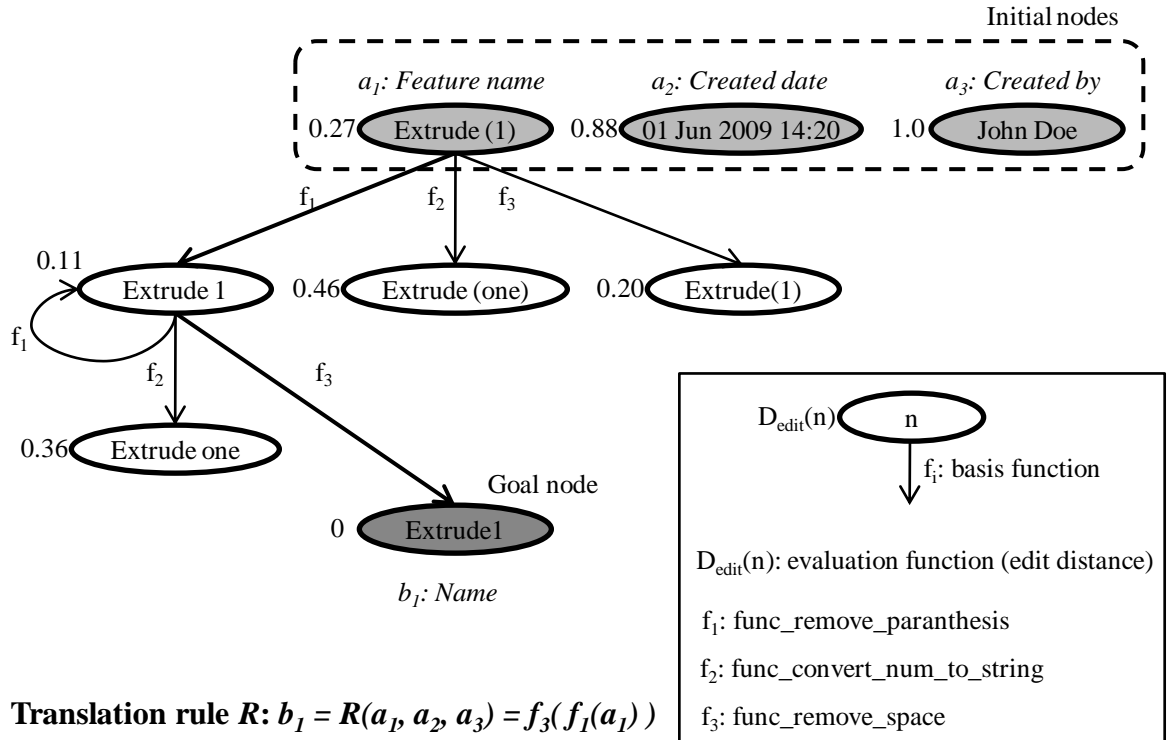 Initial nodes
a1: Feature name
a2: Created date
a3: Created by
0.27
Extrude (1)
0.88
01 Jun 2009 14:20
1.0
John Doe
f1
f2
f3
0.11
Extrude 1
0.46
Extrude (one)
0.20
Extrude(1)
f1
f2
f3
0.36
Extrude one
Goal node
0
Extrude1
b1: Name
Dedit(n)
n
fi: basis function
Dedit(n): evaluation function (edit distance)
f1: func_remove_paranthesis
f2: func_convert_num_to_string
f3: func_remove_space
Translation rule R: b1 = R(a1, a2, a3) = f3( f1(a1) )